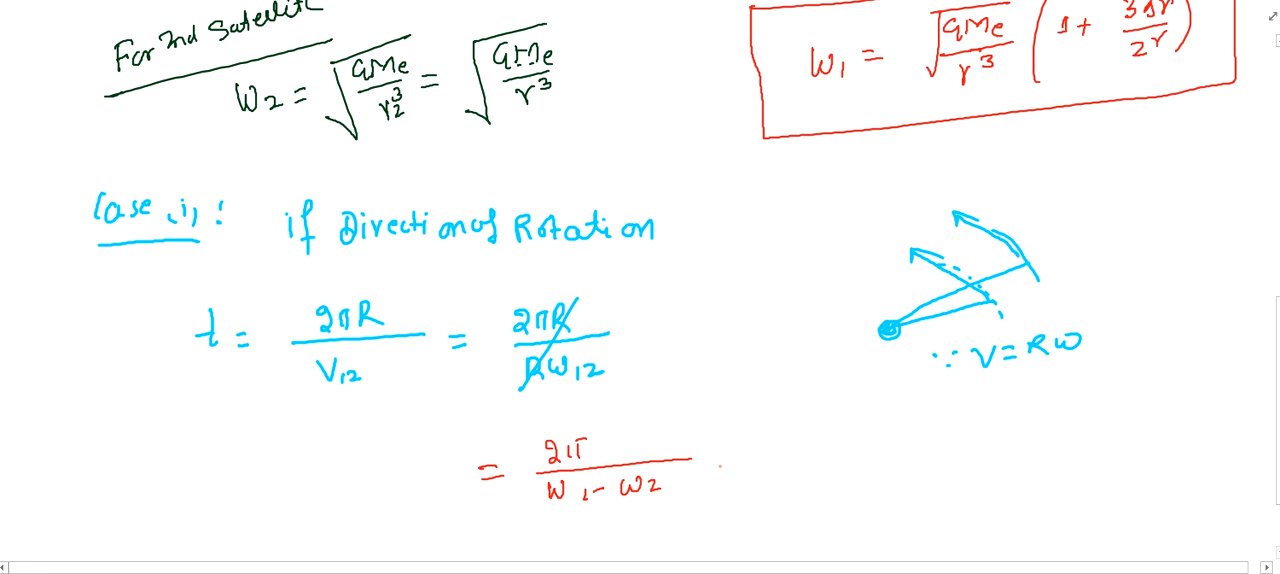 For 2nd Satellite
W₂ = √(GMe/r₂³) = √(GMe/r³)
W₁ = √(GMe/r³) (1 + 3Δr/2r)
Case (i): if Direction of Rotation
t = 2πR/V₁₂ = 2πR/RW₁₂
∵ V = RW
= 2π/W₁ - W₂